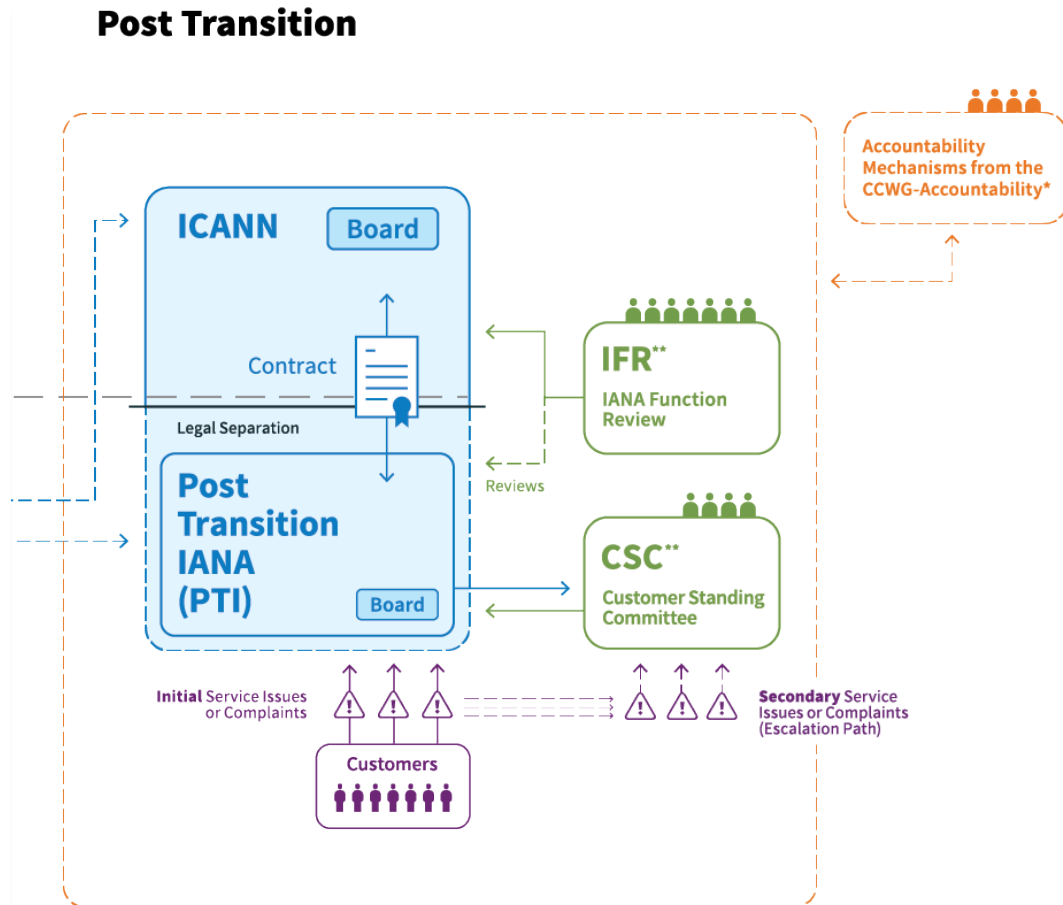 Post Transition
Accountability
Mechanisms from the
CCWG-Accountability*
ICANN
Board
Contract
IFR**
IANA Function
Review
Legal Separation
Reviews
Post
Transition
IANA
(PTI)
Board
CSC**
Customer Standing
Committee
Initial Service Issues
or Complaints
Secondary Service
Issues or Complaints
(Escalation Path)
Customers